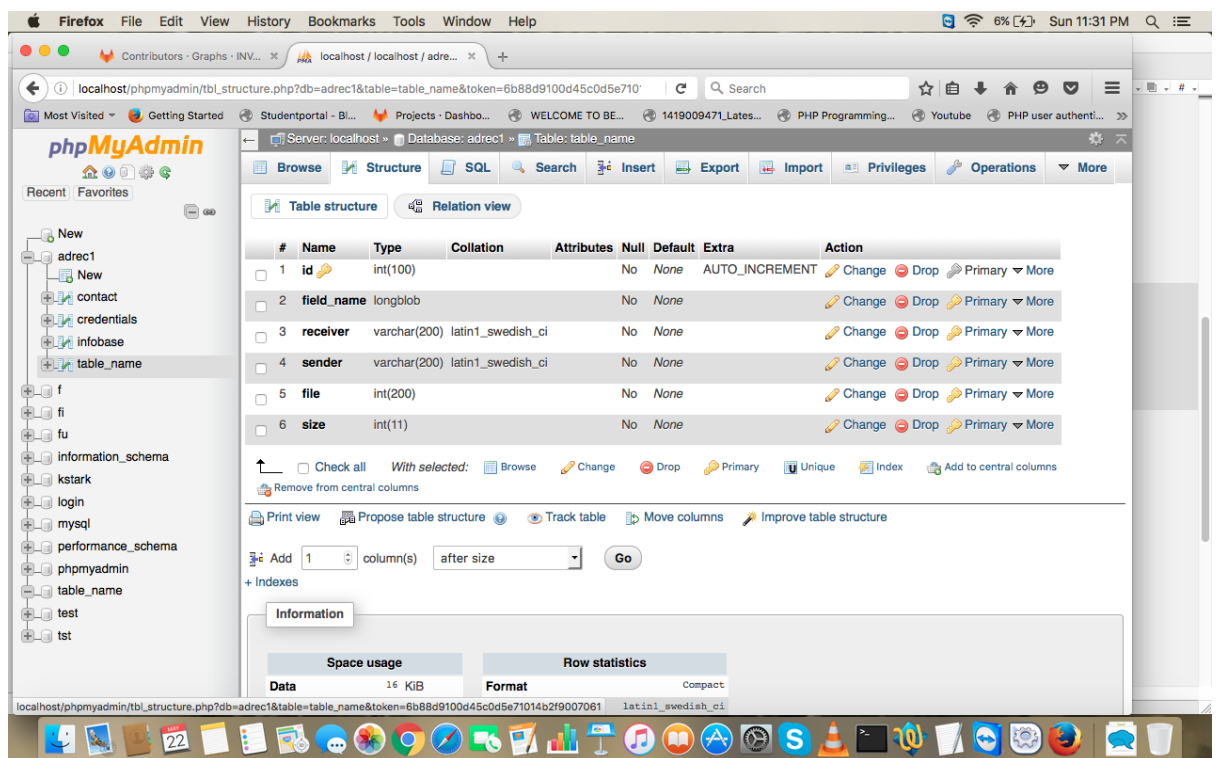 Firefox File Edit View History Bookmarks Tools Window Help 6% Sun 11:31 PM
Contributors · Graphs · INV... localhost / localhost / adre...
localhost/phpmyadmin/tbl_structure.php?db=adrec1&table=table_name&token=6b88d9100d45c0d5e710 Search
Most Visited Getting Started Studentportal - Bl... Projects · Dashbo... WELCOME TO BE... 1419009471_Lates... PHP Programming... Youtube PHP user authenti...
phpMyAdmin
Recent Favorites
New
adrec1
New
contact
credentials
infobase
table_name
f
fi
fu
information_schema
kstark
login
mysql
performance_schema
phpmyadmin
table_name
test
tst
Server: localhost » Database: adrec1 » Table: table_name
Browse Structure SQL Search Insert Export Import Privileges Operations More
Table structure Relation view
# Name Type Collation Attributes Null Default Extra Action
1 id int(100) No None AUTO_INCREMENT Change Drop Primary More
2 field_name longblob No None Change Drop Primary More
3 receiver varchar(200) latin1_swedish_ci No None Change Drop Primary More
4 sender varchar(200) latin1_swedish_ci No None Change Drop Primary More
5 file int(200) No None Change Drop Primary More
6 size int(11) No None Change Drop Primary More
Check all With selected: Browse Change Drop Primary Unique Index Add to central columns
Remove from central columns
Print view Propose table structure Track table Move columns Improve table structure
Add 1 column(s) after size Go
+ Indexes
Information
Space usage Row statistics
Data 16 KiB Format Compact
latin1_swedish_ci
localhost/phpmyadmin/tbl_structure.php?db=adrec1&table=table_name&token=6b88d9100d45c0d5e71014b2f9007061
22